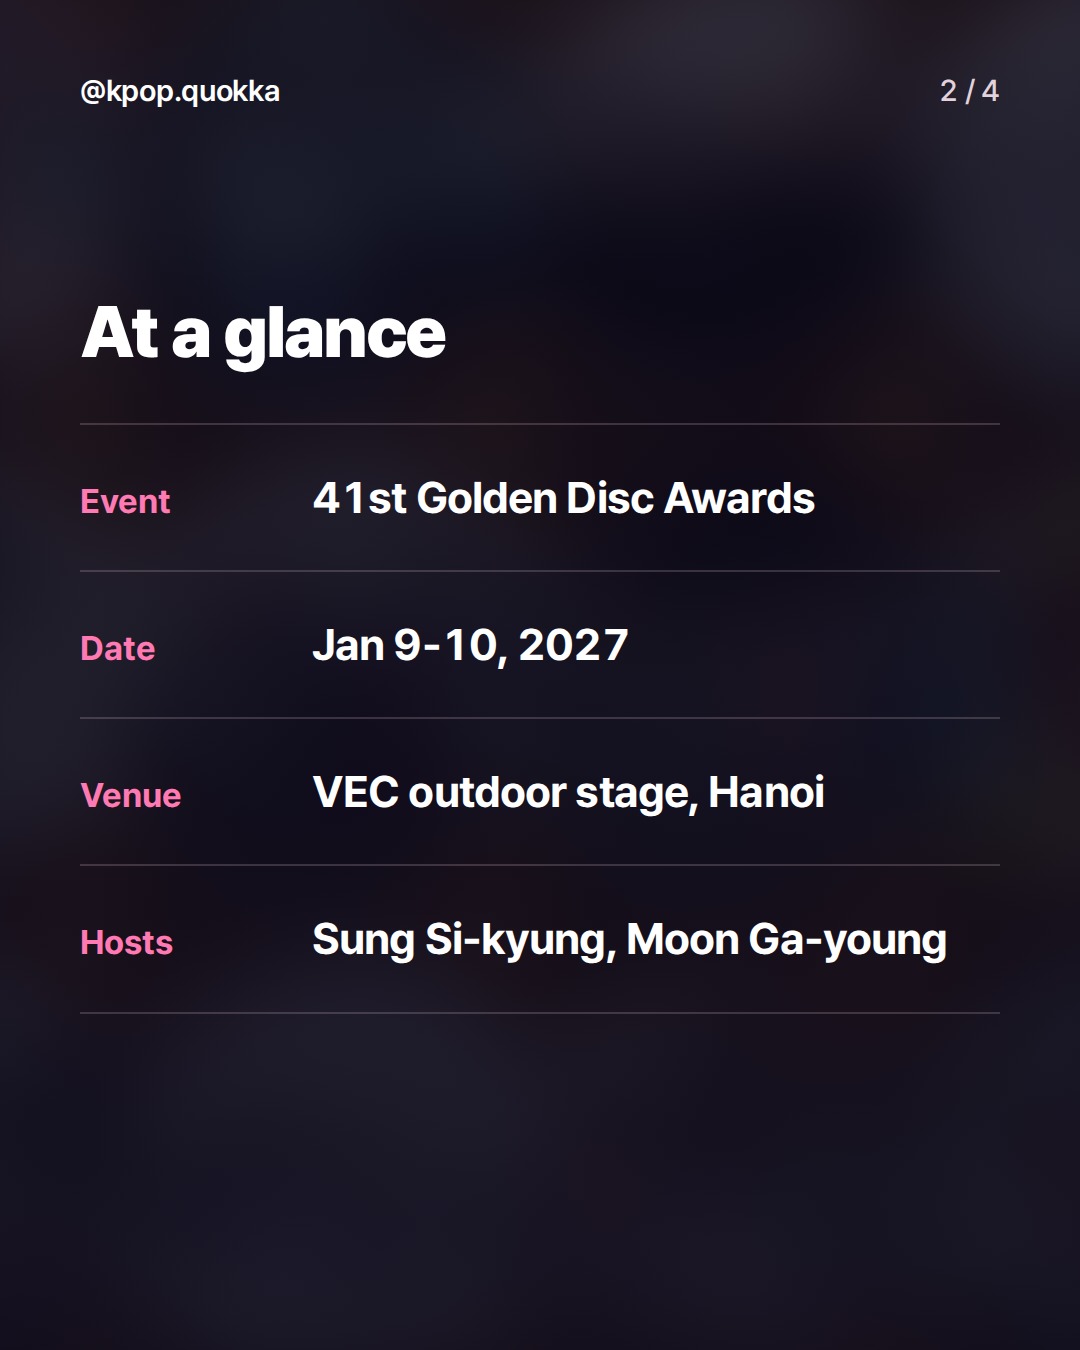 @kpop.quokka
2 / 4
At a glance
Event
41st Golden Disc Awards
Date
Jan 9-10, 2027
Venue
VEC outdoor stage, Hanoi
Hosts
Sung Si-kyung, Moon Ga-young